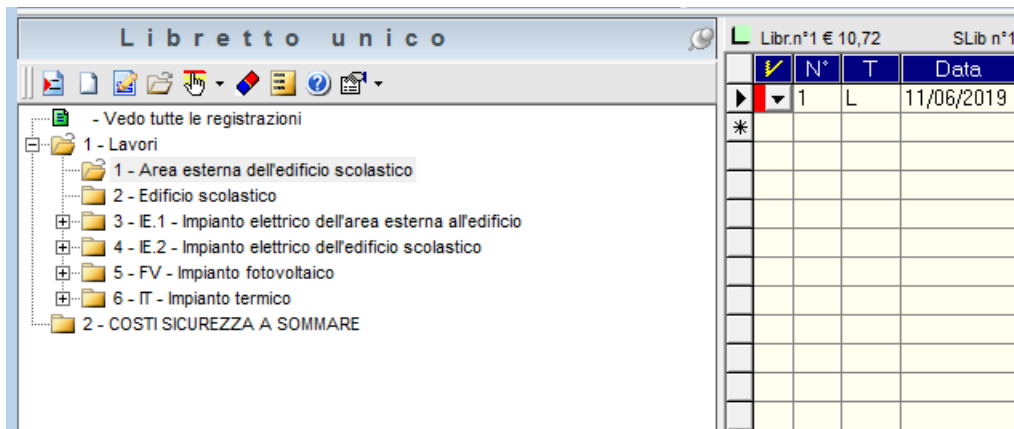 Libretto unico
Libr.n°1 € 10,72 SLib n°1
N° T Data
1 L 11/06/2019
- Vedo tutte le registrazioni
1 - Lavori
1 - Area esterna dell'edificio scolastico
2 - Edificio scolastico
3 - IE.1 - Impianto elettrico dell'area esterna all'edificio
4 - IE.2 - Impianto elettrico dell'edificio scolastico
5 - FV - Impianto fotovoltaico
6 - IT - Impianto termico
2 - COSTI SICUREZZA A SOMMARE